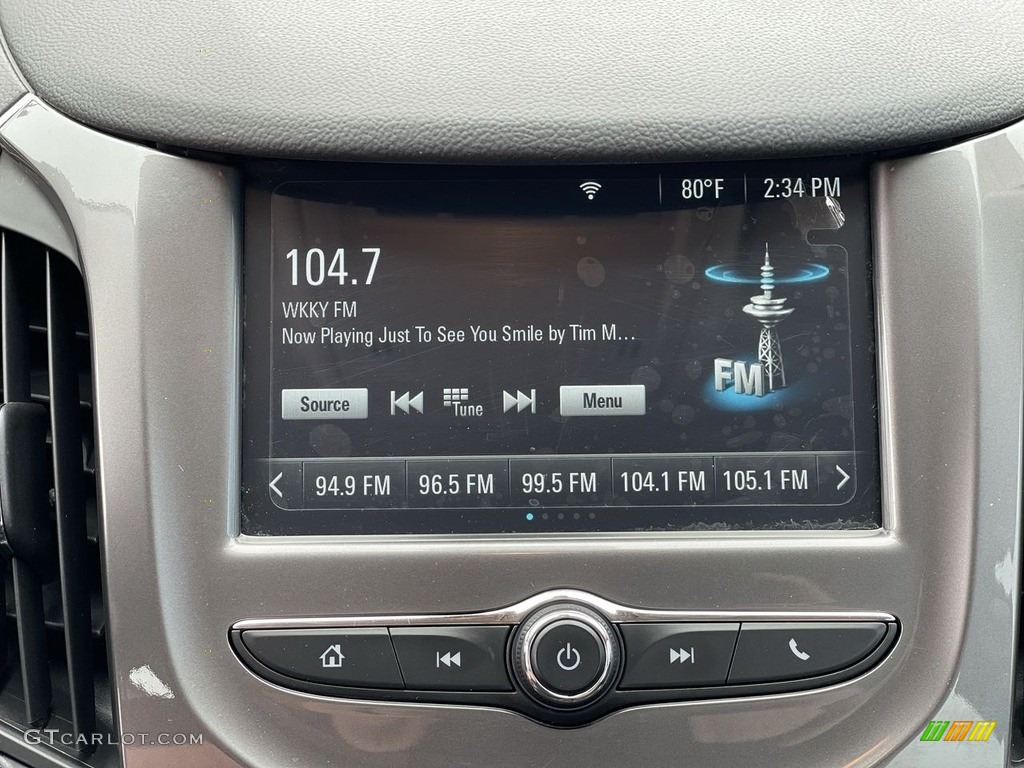 80°F 2:34 PM
104.7
WKKY FM
Now Playing Just To See You Smile by Tim M...
FM
Source Tune Menu
94.9 FM 96.5 FM 99.5 FM 104.1 FM 105.1 FM
GTCARLOT.COM